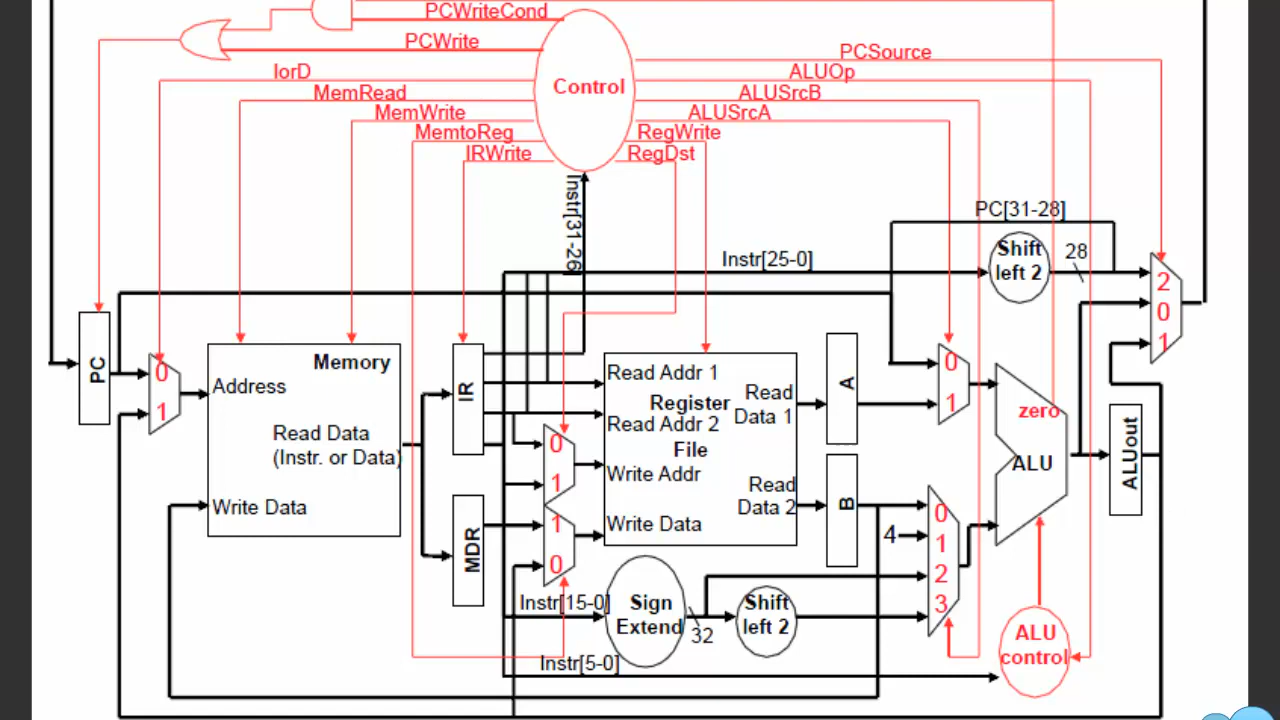 PCWriteCond
PCWrite
PCSource
IorD
ALUOp
MemRead
Control
ALUSrcB
MemWrite
ALUSrcA
MemtoReg
RegWrite
IRWrite
RegDst
Instr[31-26]
PC[31-28]
Instr[25-0]
Shift
left 2
28
2
0
1
PC
0
1
Memory
Address
Read Data
(Instr. or Data)
Write Data
IR
MDR
0
1
1
0
Read Addr 1
Register
Read Addr 2
File
Write Addr
Write Data
Read
Data 1
Read
Data 2
A
B
0
1
zero
ALU
ALUout
4
0
1
2
3
Instr[15-0]
Sign
Extend
32
Shift
left 2
ALU
control
Instr[5-0]